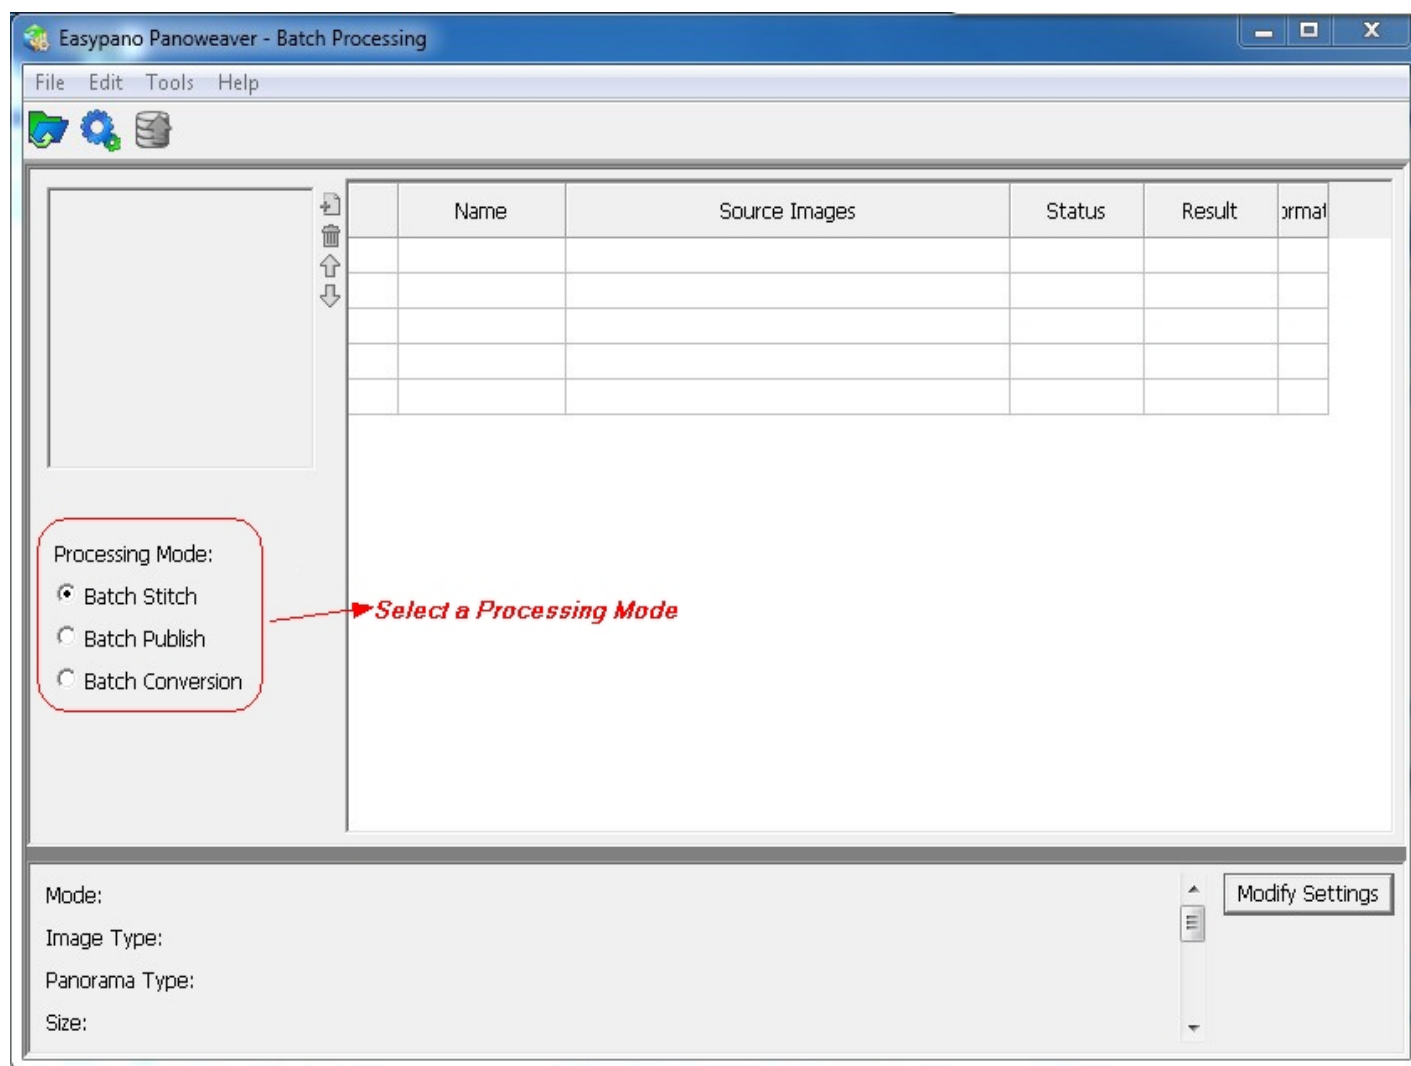 Easypano Panoweaver - Batch Processing
File Edit Tools Help
Name Source Images Status Result ormat
Processing Mode:
Batch Stitch
Select a Processing Mode
Batch Publish
Batch Conversion
Mode:
Modify Settings
Image Type:
Panorama Type:
Size: